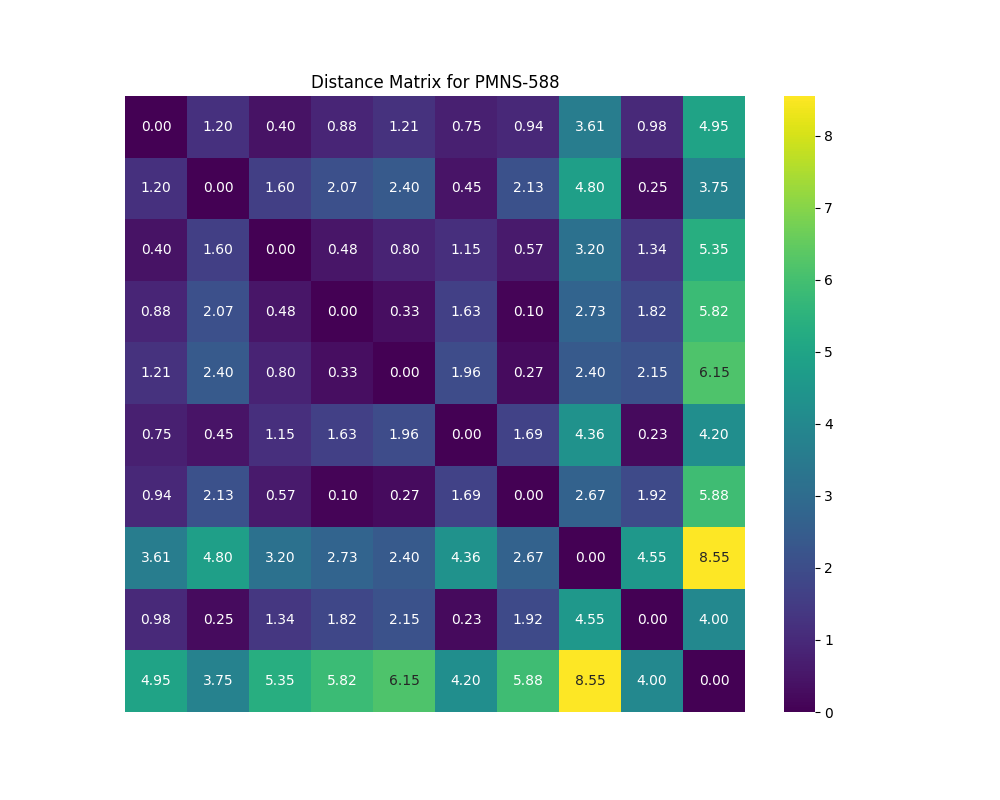 Distance Matrix for PMNS-588
0.00 1.20 0.40 0.88 1.21 0.75 0.94 3.61 0.98 4.95
1.20 0.00 1.60 2.07 2.40 0.45 2.13 4.80 0.25 3.75
0.40 1.60 0.00 0.48 0.80 1.15 0.57 3.20 1.34 5.35
0.88 2.07 0.48 0.00 0.33 1.63 0.10 2.73 1.82 5.82
1.21 2.40 0.80 0.33 0.00 1.96 0.27 2.40 2.15 6.15
0.75 0.45 1.15 1.63 1.96 0.00 1.69 4.36 0.23 4.20
0.94 2.13 0.57 0.10 0.27 1.69 0.00 2.67 1.92 5.88
3.61 4.80 3.20 2.73 2.40 4.36 2.67 0.00 4.55 8.55
0.98 0.25 1.34 1.82 2.15 0.23 1.92 4.55 0.00 4.00
4.95 3.75 5.35 5.82 6.15 4.20 5.88 8.55 4.00 0.00
8
7
6
5
4
3
2
1
0